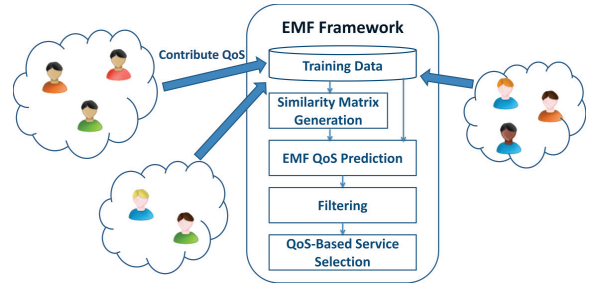 EMF Framework
Contribute QoS
Training Data
Similarity Matrix
Generation
EMF QoS Prediction
Filtering
QoS-Based Service
Selection